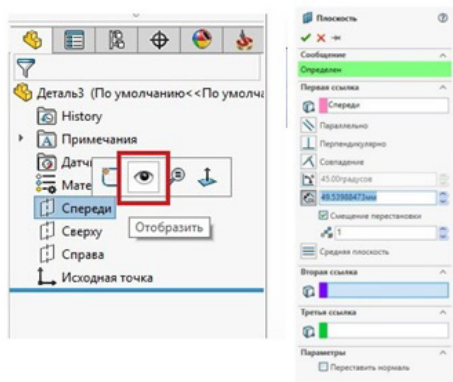 Деталь3 (По умолчанию<<По умолча
History
Примечания
Датч
Мате
Спереди
Отобразить
Сверху
Справа
Исходная точка
Плоскость
Сообщение
Определен
Первая ссылка
Спереди
Параллельно
Перпендикулярно
Совпадение
45.00градусов
49.53988473мм
Смещение перестановки
1
Средняя плоскость
Вторая ссылка
Третья ссылка
Параметры
Переставить нормаль